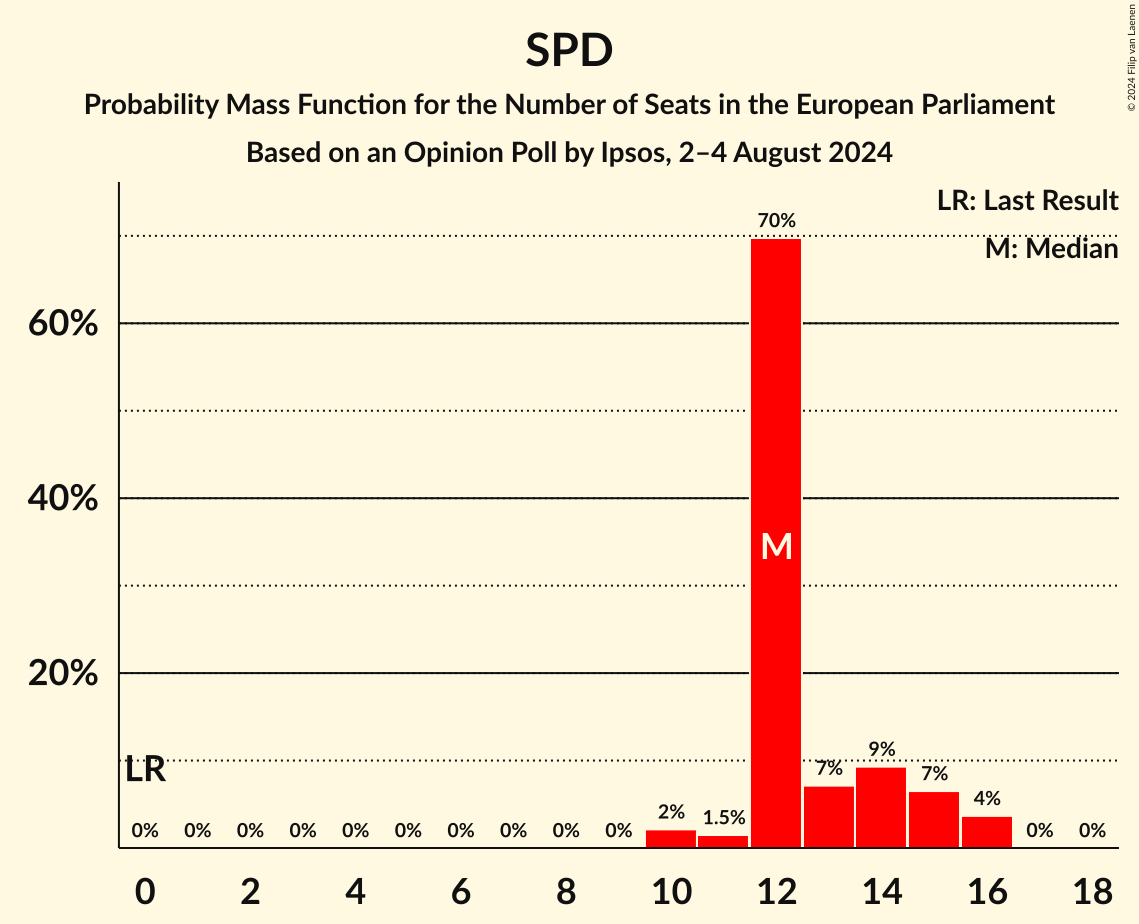 SPD
Probability Mass Function for the Number of Seats in the European Parliament
Based on an Opinion Poll by Ipsos, 2–4 August 2024
© 2024 Filip van Laenen
LR: Last Result
M: Median
70%
60%
40%
M
20%
LR
0% 0% 0% 0% 0% 0% 0% 0% 0% 0% 2% 1.5% 7% 9% 7% 4% 0% 0%
0 2 4 6 8 10 12 14 16 18